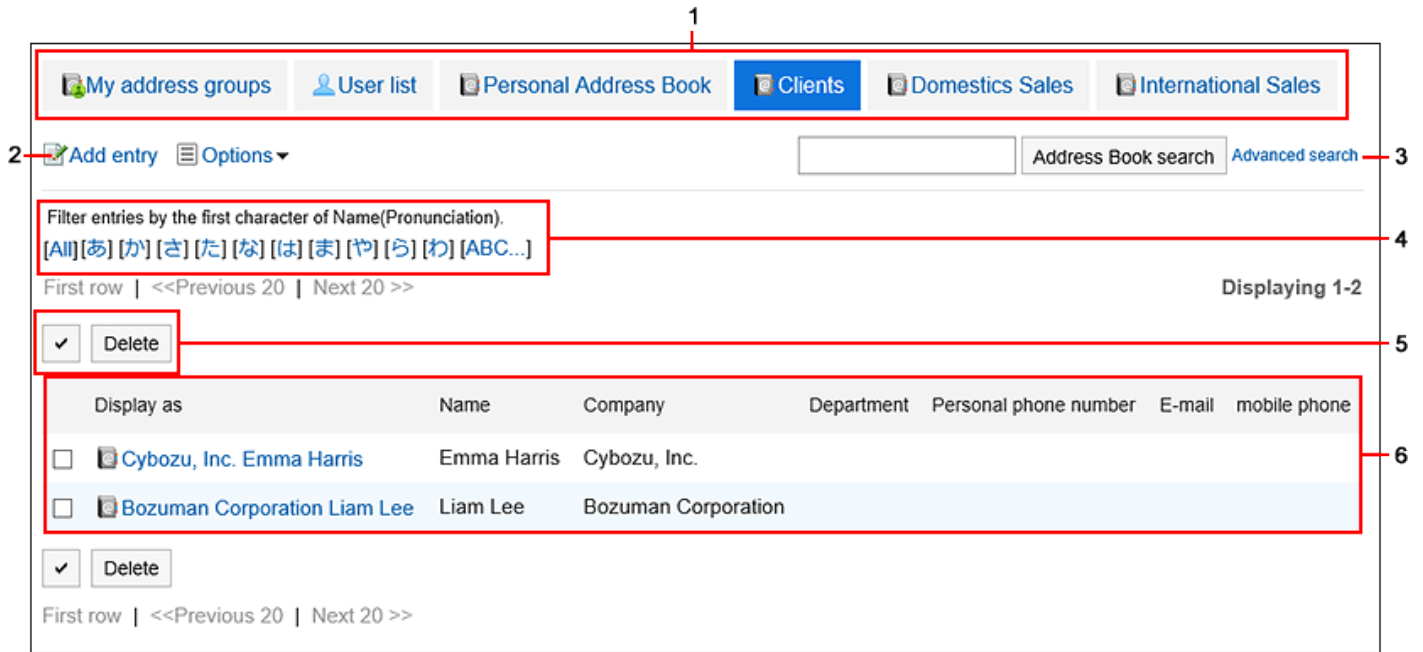 1
My address groups User list Personal Address Book Clients Domestics Sales International Sales
2 Add entry Options Address Book search Advanced search 3
Filter entries by the first character of Name(Pronunciation).
[All][あ] [か] [さ] [た] [な] [は] [ま] [や] [ら] [わ] [ABC...] 4
First row | <<Previous 20 | Next 20 >> Displaying 1-2
Delete 5
Display as Name Company Department Personal phone number E-mail mobile phone
Cybozu, Inc. Emma Harris Emma Harris Cybozu, Inc. 6
Bozuman Corporation Liam Lee Liam Lee Bozuman Corporation
Delete
First row | <<Previous 20 | Next 20 >>